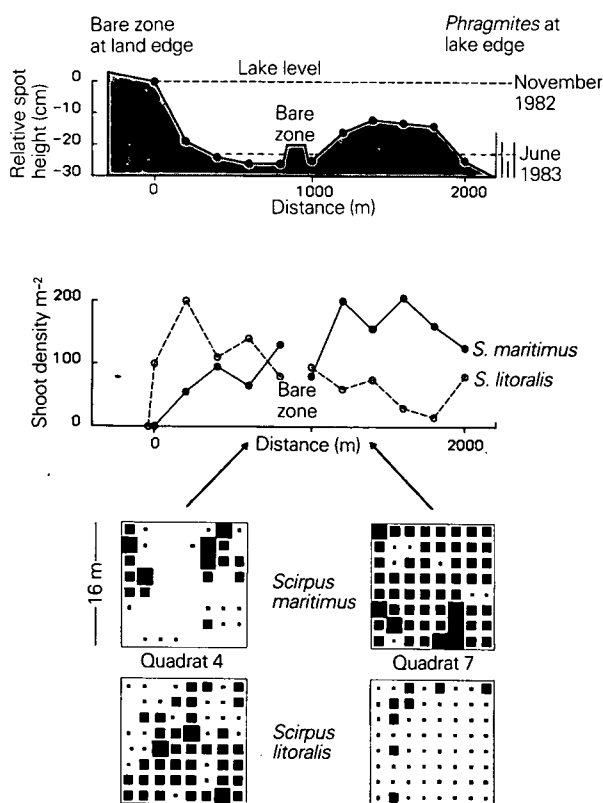 Bare zone
at land edge
Phragmites at
lake edge
Lake level
November
1982
Relative spot
height (cm)
0
-10
-20
-30
Bare
zone
June
1983
0
1000
2000
Distance (m)
Shoot density m⁻²
200
100
0
S. maritimus
S. litoralis
Bare
zone
0
Distance (m)
2000
16 m
Scirpus
maritimus
Quadrat 4
Quadrat 7
Scirpus
litoralis